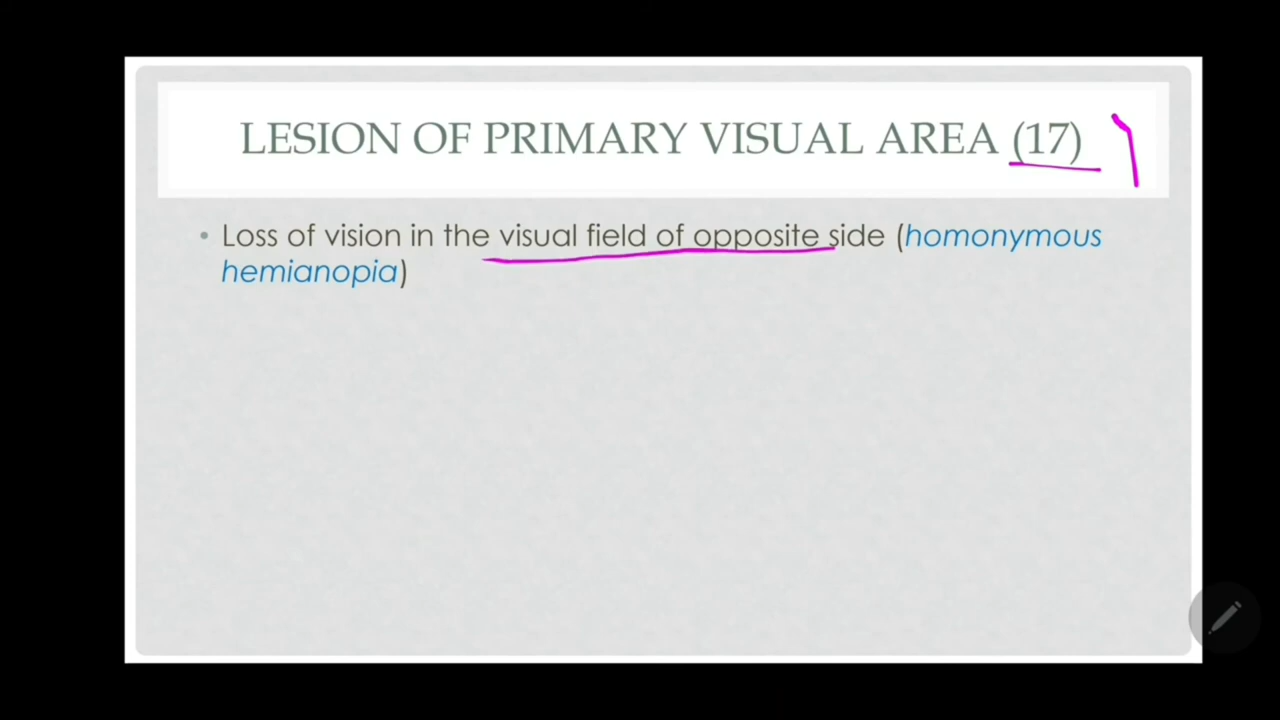 LESION OF PRIMARY VISUAL AREA (17)
• Loss of vision in the visual field of opposite side (homonymous
hemianopia)